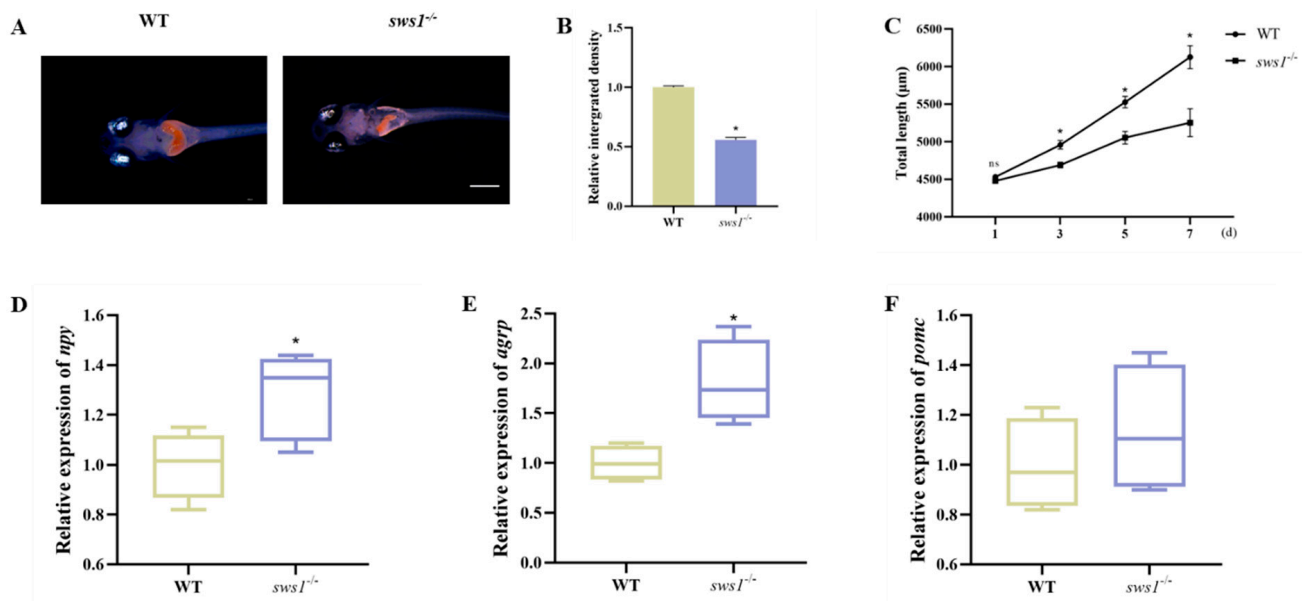 A
WT
sws1-/-
B
Relative intergrated density
1.5
1.0
0.5
0.0
*
WT
sws1-/-
C
Total length (μm)
6500
6000
5500
5000
4500
4000
ns
*
*
*
1
3
5
7
(d)
WT
sws1-/-
D
Relative expression of npy
1.6
1.4
1.2
1.0
0.8
0.6
*
WT
sws1-/-
E
Relative expression of agrp
2.5
2.0
1.5
1.0
0.5
0.0
*
WT
sws1-/-
F
Relative expression of pomc
1.6
1.4
1.2
1.0
0.8
0.6
WT
sws1-/-